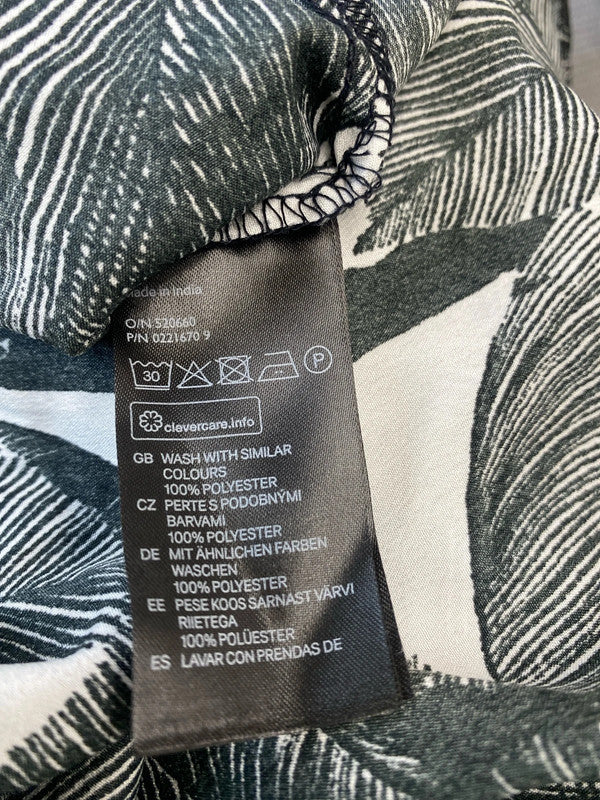 Made in India
O/N 520660
P/N 0221670 9
30
P
clevercare.info
GB WASH WITH SIMILAR
COLOURS
100% POLYESTER
CZ PERTE S PODOBNÝMI
BARVAMI
100% POLYESTER
DE MIT ÄHNLICHEN FARBEN
WASCHEN
100% POLYESTER
EE PESE KOOS SARNAST VÄRVI
RIIETEGA
100% POLÜESTER
ES LAVAR CON PRENDAS DE